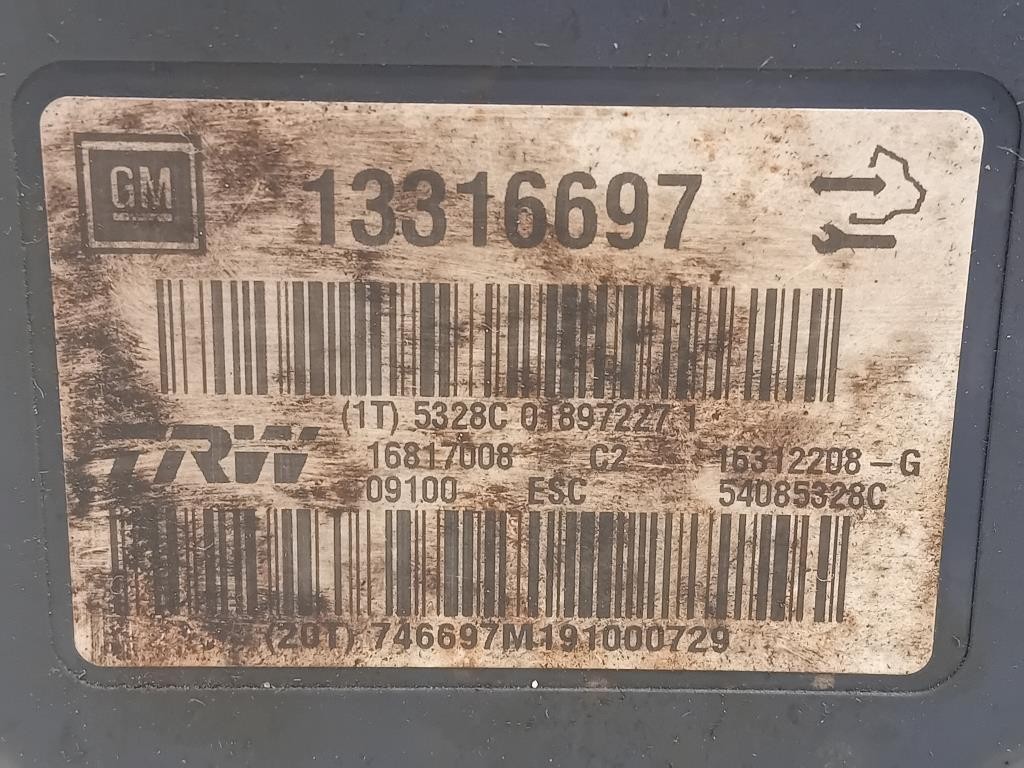 GM
13316697
(1T) 5328C 01897227 1
TRW
16817008 C2 16312208-G
09100 ESC 54085328C
(20T) 746697M191000729